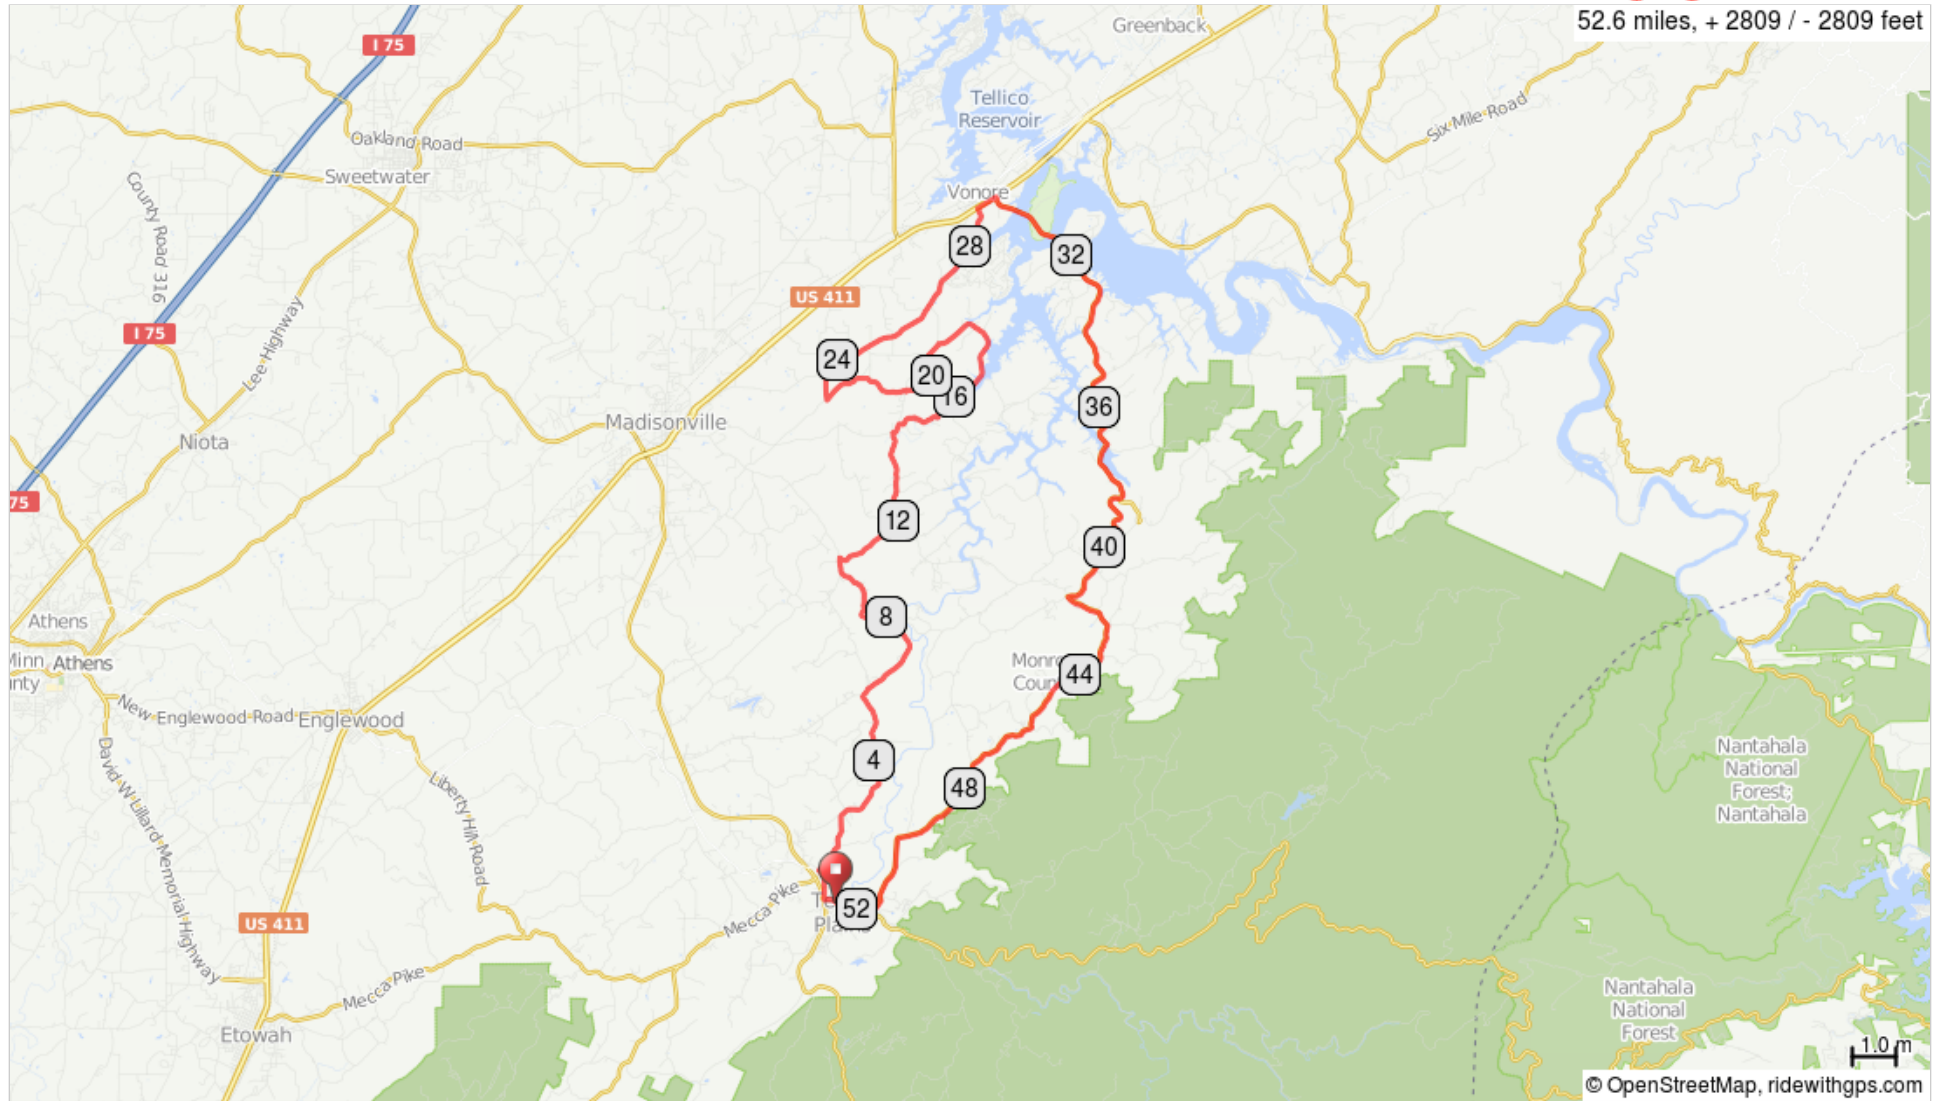 Greenback
52.6 miles, + 2809 / - 2809 feet
I 75
Tellico
Reservoir
Six Mile Road
Oakland Road
Sweetwater
County Road 316
Vonore
28
32
US 411
I 75
Lee Highway
24
20
16
36
Madisonville
Niota
75
12
40
8
Athens
Athens
44
New Englewood Road
Englewood
4
David W Lillard Memorial Highway
Liberty Hill Road
48
Nantahala
National
Forest;
Nantahala
Mecca Pike
52
US 411
Mecca Pike
Etowah
Nantahala
National
Forest
1.0 m
© OpenStreetMap, ridewithgps.com